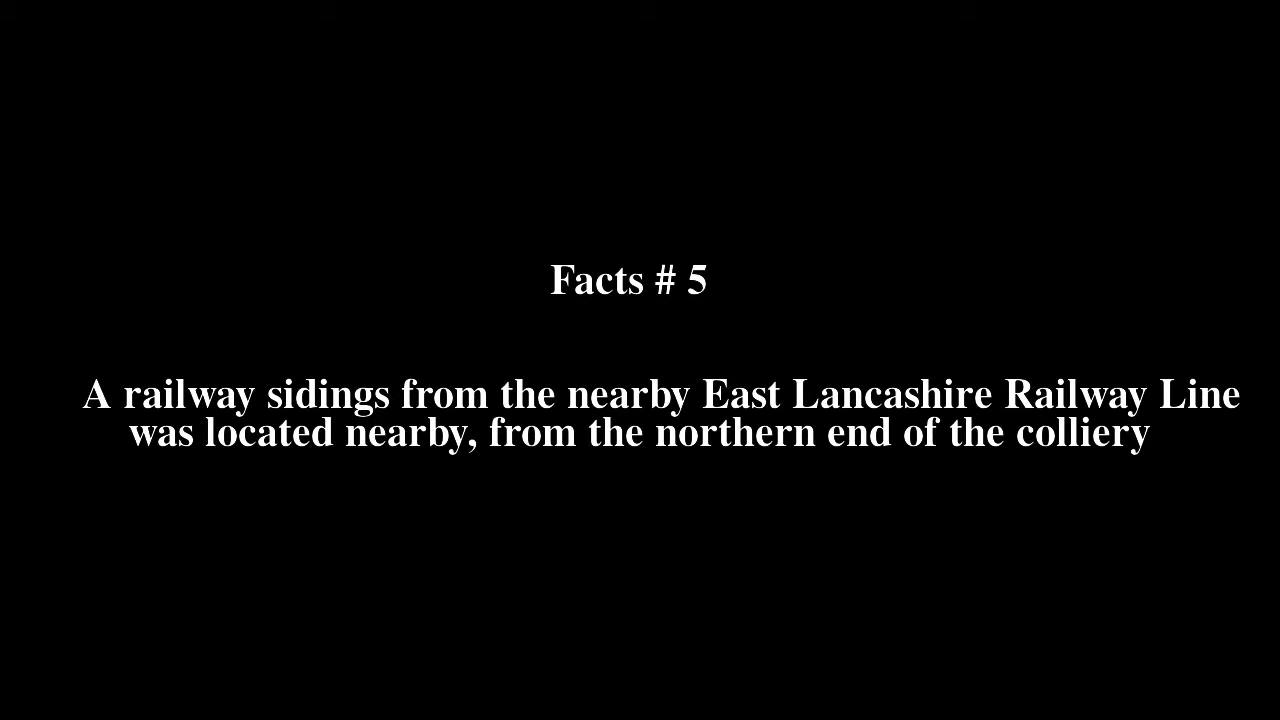 Facts # 5
A railway sidings from the nearby East Lancashire Railway Line
was located nearby, from the northern end of the colliery